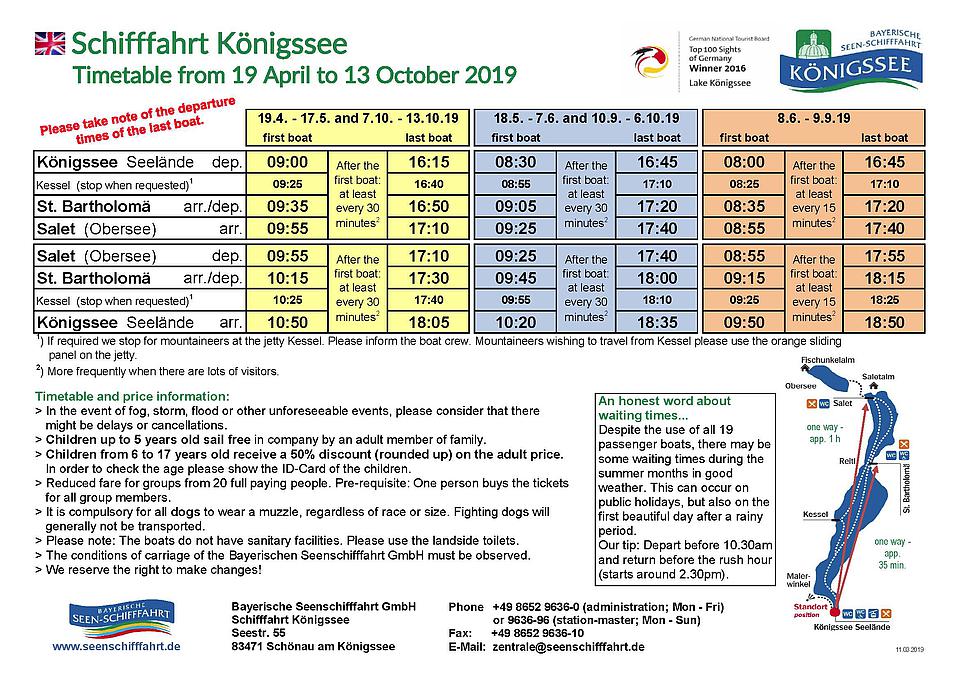 Schifffahrt Königssee
Timetable from 19 April to 13 October 2019
German National Tourist Board
Top 100 Sights
of Germany
Winner 2016
Lake Königssee
BAYERISCHE
SEEN-SCHIFFFAHRT
KÖNIGSSEE
Please take note of the departure
times of the last boat.
19.4. - 17.5. and 7.10. - 13.10.19 18.5. - 7.6. and 10.9. - 6.10.19 8.6. - 9.9.19
first boat last boat first boat last boat first boat last boat
Königssee Seelände dep. 09:00 After the first boat: at least every 30 minutes² 16:15 08:30 After the first boat: at least every 30 minutes² 16:45 08:00 After the first boat: at least every 15 minutes² 16:45
Kessel (stop when requested)¹ 09:25 16:40 08:55 17:10 08:25 17:10
St. Bartholomä arr./dep. 09:35 16:50 09:05 17:20 08:35 17:20
Salet (Obersee) arr. 09:55 17:10 09:25 17:40 08:55 17:40
Salet (Obersee) dep. 09:55 After the first boat: at least every 30 minutes² 17:10 09:25 After the first boat: at least every 30 minutes² 17:40 08:55 After the first boat: at least every 15 minutes² 17:55
St. Bartholomä arr./dep. 10:15 17:30 09:45 18:00 09:15 18:15
Kessel (stop when requested)¹ 10:25 17:40 09:55 18:10 09:25 18:25
Königssee Seelände arr. 10:50 18:05 10:20 18:35 09:50 18:50
¹) If required we stop for mountaineers at the jetty Kessel. Please inform the boat crew. Mountaineers wishing to travel from Kessel please use the orange sliding
panel on the jetty.
²) More frequently when there are lots of visitors.
Timetable and price information:
> In the event of fog, storm, flood or other unforeseeable events, please consider that there
might be delays or cancellations.
> Children up to 5 years old sail free in company by an adult member of family.
> Children from 6 to 17 years old receive a 50% discount (rounded up) on the adult price.
In order to check the age please show the ID-Card of the children.
> Reduced fare for groups from 20 full paying people. Pre-requisite: One person buys the tickets
for all group members.
> It is compulsory for all dogs to wear a muzzle, regardless of race or size. Fighting dogs will
generally not be transported.
> Please note: The boats do not have sanitary facilities. Please use the landside toilets.
> The conditions of carriage of the Bayerischen Seenschifffahrt GmbH must be observed.
> We reserve the right to make changes!
An honest word about
waiting times...
Despite the use of all 19
passenger boats, there may be
some waiting times during the
summer months in good
weather. This can occur on
public holidays, but also on the
first beautiful day after a rainy
period.
Our tip: Depart before 10.30am
and return before the rush hour
(starts around 2.30pm).
Fischunkelalm
Saletalm
Obersee
WC Salet
one way -
app. 1 h
WC WC
Reitl
St. Bartholomä
Kessel
one way -
app.
35 min.
Maler-
winkel
Standort
position
WC WC
Königssee Seelände
BAYERISCHE
SEEN-SCHIFFFAHRT
www.seenschifffahrt.de
Bayerische Seenschifffahrt GmbH
Schifffahrt Königssee
Seestr. 55
83471 Schönau am Königssee
Phone +49 8652 9636-0 (administration; Mon - Fri)
or 9636-96 (station-master; Mon - Sun)
Fax: +49 8652 9636-10
E-Mail: zentrale@seenschifffahrt.de
11.03.2019